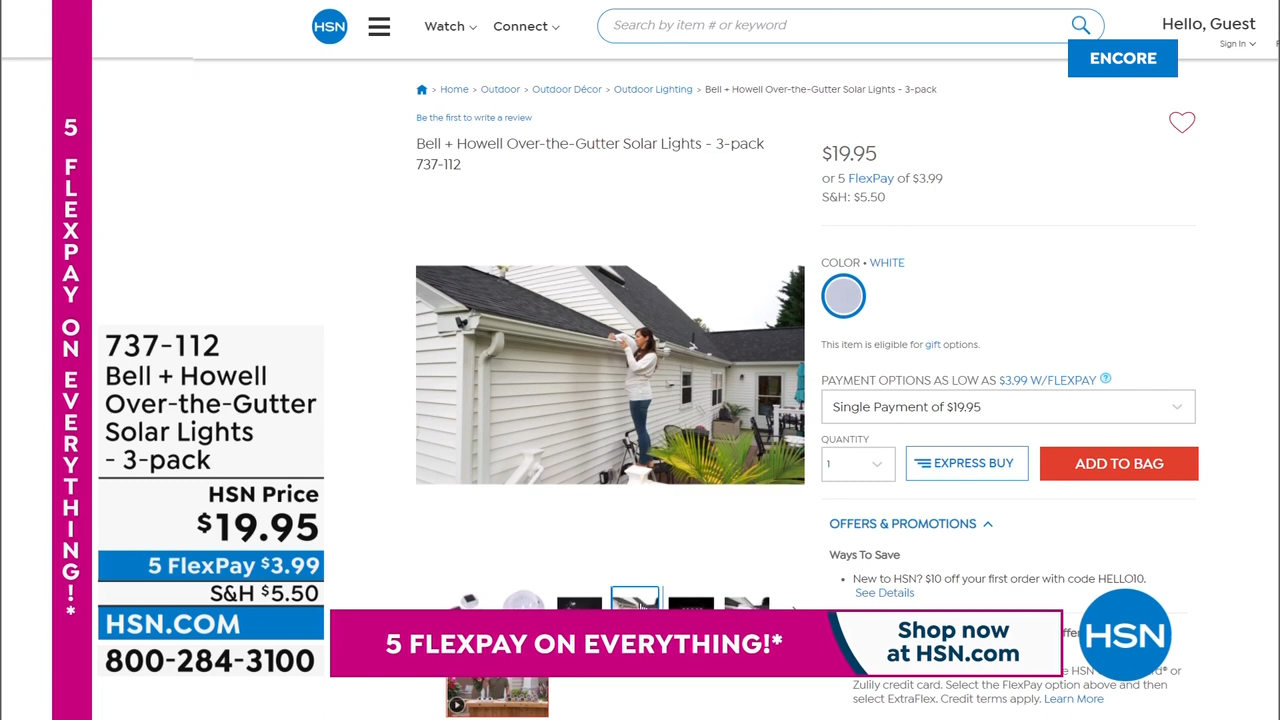 5 FLEXPAY ON EVERYTHING!*
HSN
Watch
Connect
Search by item # or keyword
Hello, Guest
Sign In
ENCORE
> Home > Outdoor > Outdoor Décor > Outdoor Lighting > Bell + Howell Over-the-Gutter Solar Lights - 3-pack
Be the first to write a review
Bell + Howell Over-the-Gutter Solar Lights - 3-pack
737-112
$19.95
or 5 FlexPay of $3.99
S&H: $5.50
COLOR • WHITE
This item is eligible for gift options.
PAYMENT OPTIONS AS LOW AS $3.99 W/FLEXPAY ?
Single Payment of $19.95
QUANTITY
1
EXPRESS BUY
ADD TO BAG
OFFERS & PROMOTIONS
Ways To Save
• New to HSN? $10 off your first order with code HELLO10.
See Details
737-112
Bell + Howell
Over-the-Gutter
Solar Lights
- 3-pack
HSN Price
$19.95
5 FlexPay $3.99
S&H $5.50
HSN.COM
800-284-3100
5 FLEXPAY ON EVERYTHING!*
Shop now
at HSN.com
HSN
Zulily credit card. Select the FlexPay option above and then
select ExtraFlex. Credit terms apply. Learn More